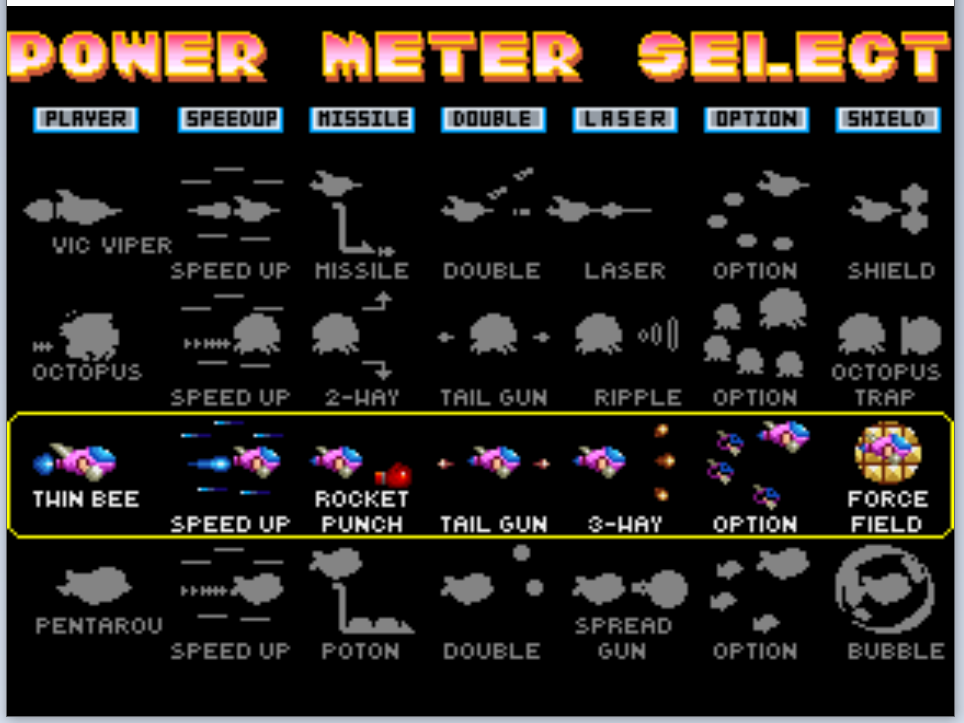 POWER METER SELECT
PLAYER SPEEDUP MISSILE DOUBLE LASER OPTION SHIELD
VIC VIPER
SPEED UP MISSILE DOUBLE LASER OPTION SHIELD
OCTOPUS OCTOPUS
SPEED UP 2-WAY TAIL GUN RIPPLE OPTION TRAP
TWIN BEE ROCKET FORCE
SPEED UP PUNCH TAIL GUN 3-WAY OPTION FIELD
PENTAROU SPREAD
SPEED UP POTON DOUBLE GUN OPTION BUBBLE